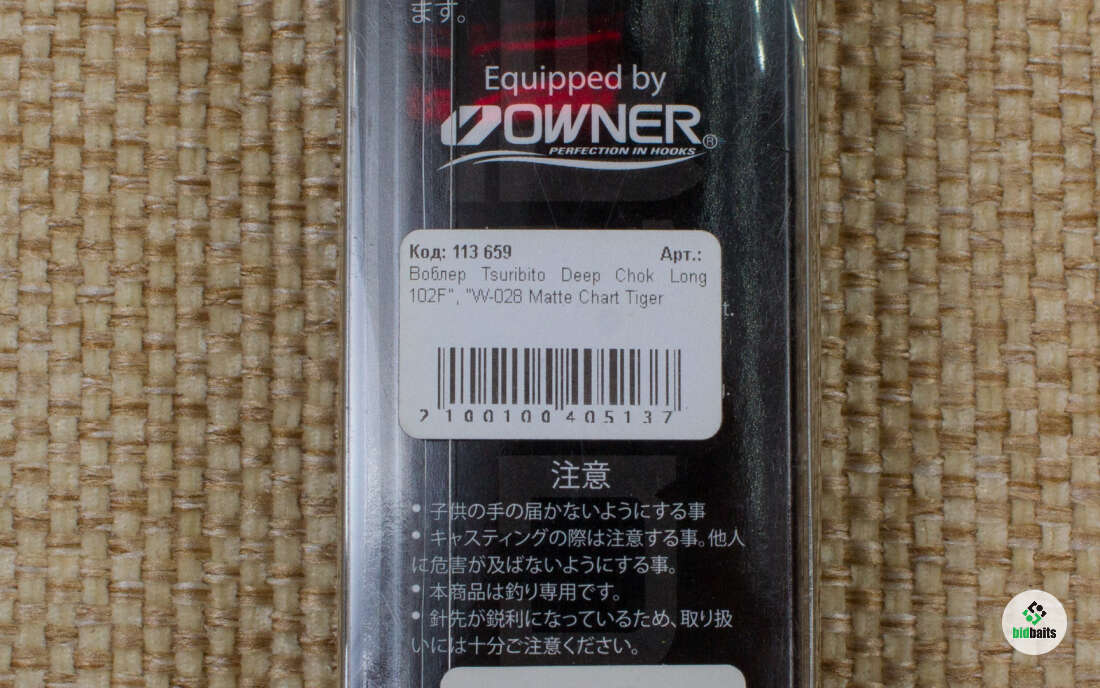 ます。
Equipped by
OWNER®
PERFECTION IN HOOKS
Код: 113 659 Арт.:
Воблер Tsuribito Deep Chok Long
102F", "W-028 Matte Chart Tiger
t.
.
2 100100 405137
注意
• 子供の手の届かないようにする事
• キャスティングの際は注意する事。他人
に危害が及ばないようにする事。
• 本商品は釣り専用です。
• 針先が鋭利になっているため、取り扱
いには十分ご注意ください。
bidbaits